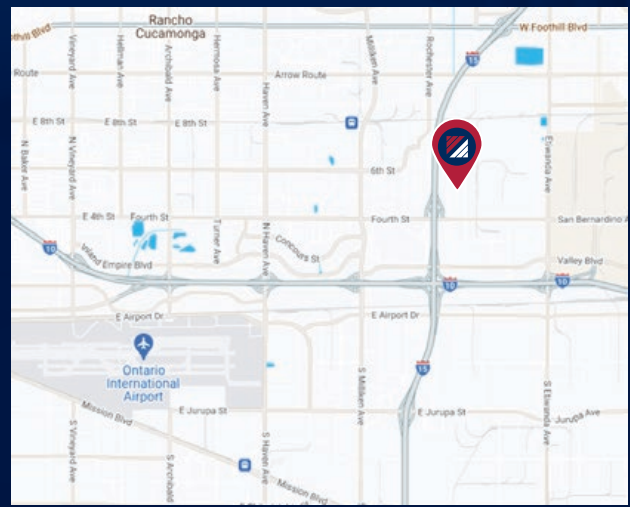 Rancho
Cucamonga
thill Blvd
W Foothill Blvd
Vineyard Ave
Hellman Ave
Archibald Ave
Hermosa Ave
Haven Ave
Milliken Ave
Rochester Ave
15
Route
Arrow Route
E 8th St
E 8th St
E 8th St
N Baker Ave
N Vineyard Ave
Etiwanda Ave
6th St
E 4th St
Fourth St
Fourth St
San Bernardino A
Turner Ave
N Haven Ave
Concours St
10
Inland Empire Blvd
Valley Blvd
10
10
E Airport Dr
E Airport Dr
Ontario
International
Airport
15
S Milliken Ave
S Etiwanda Ave
Mission Blvd
E Jurupa St
E Jurupa St
Jurupa Ave
S Vineyard Ave
S Archibald
S Haven Ave
Mission Blvd